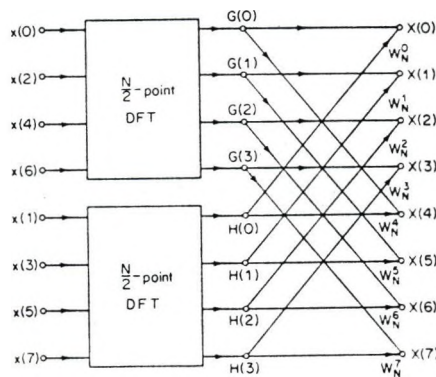 x(0)
x(2)
x(4)
x(6)
N/2 - point
DFT
G(0)
G(1)
G(2)
G(3)
x(1)
x(3)
x(5)
x(7)
N/2 - point
DFT
H(0)
H(1)
H(2)
H(3)
X(0)
W_N^0
X(1)
W_N^1
X(2)
W_N^2
X(3)
W_N^3
X(4)
W_N^4
X(5)
W_N^5
X(6)
W_N^6
X(7)
W_N^7